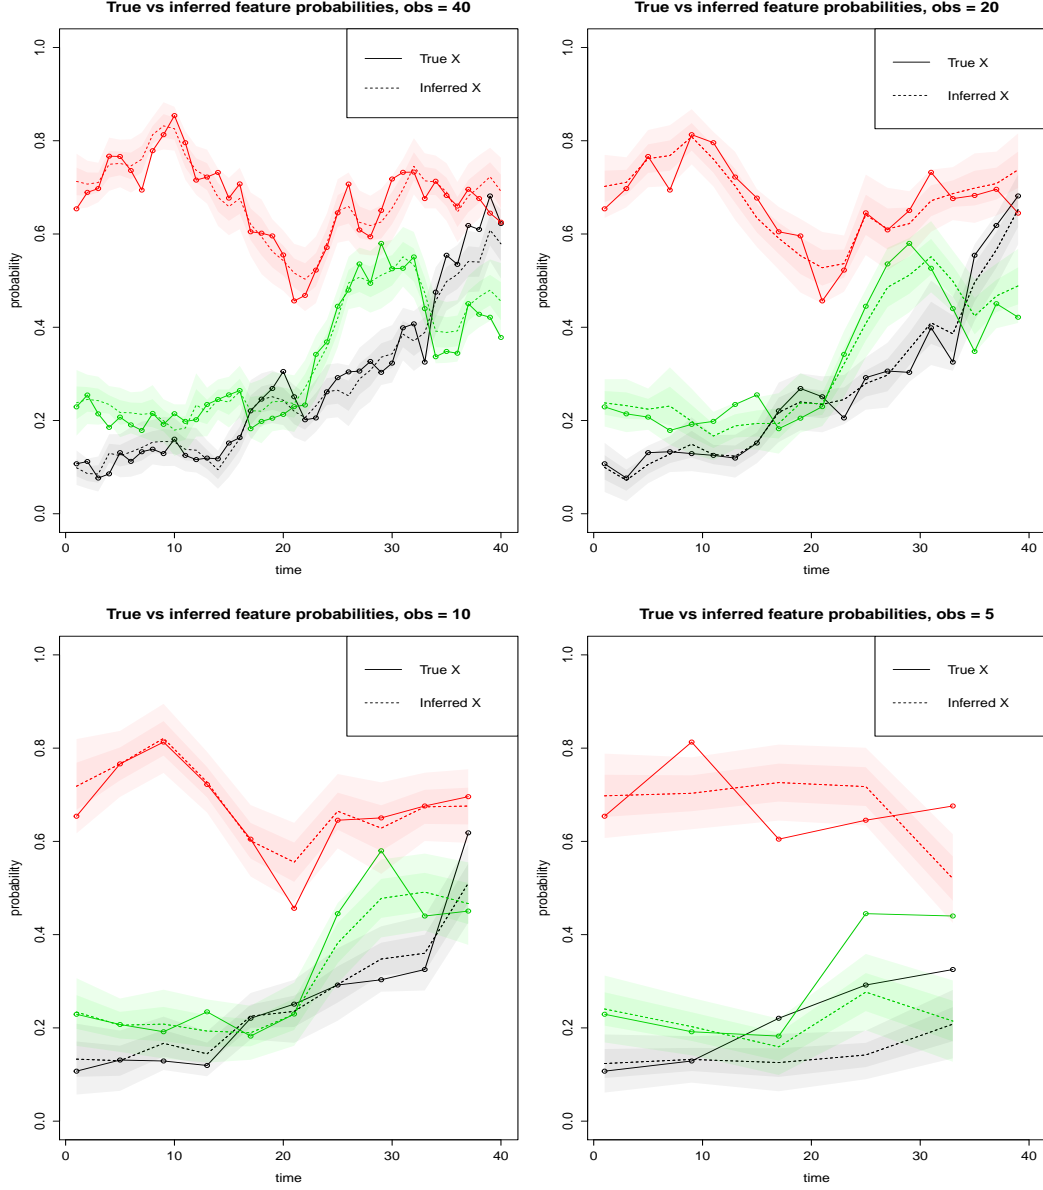 True vs inferred feature probabilities, obs = 40
probability
0.0 0.2 0.4 0.6 0.8 1.0
True X
Inferred X
0 10 20 30 40
time
True vs inferred feature probabilities, obs = 20
probability
0.0 0.2 0.4 0.6 0.8 1.0
True X
Inferred X
0 10 20 30 40
time
True vs inferred feature probabilities, obs = 10
probability
0.0 0.2 0.4 0.6 0.8 1.0
True X
Inferred X
0 10 20 30 40
time
True vs inferred feature probabilities, obs = 5
probability
0.0 0.2 0.4 0.6 0.8 1.0
True X
Inferred X
0 10 20 30 40
time